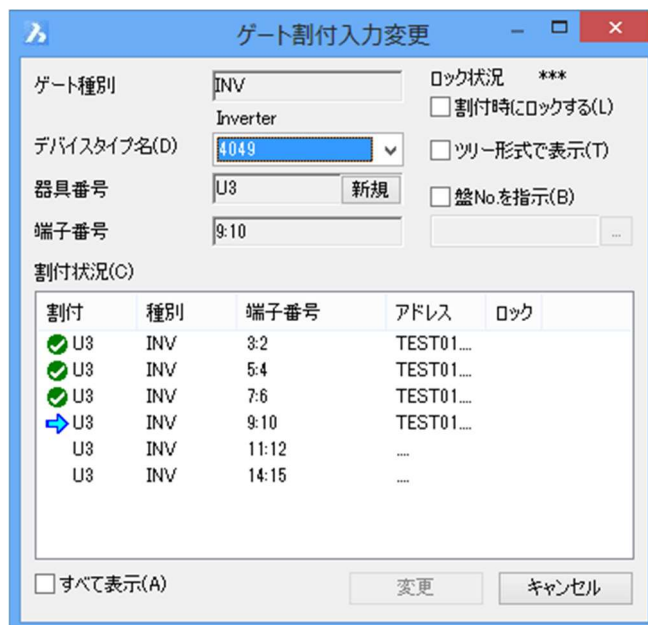 ゲート割付入力変更
ゲート種別 INV
Inverter
ロック状況 ***
割付時にロックする(L)
デバイスタイプ名(D) 4049
ツリー形式で表示(T)
器具番号 U3 新規
盤No.を指示(B)
端子番号 9:10 ...
割付状況(C)
割付 種別 端子番号 アドレス ロック
U3 INV 3:2 TEST01....
U3 INV 5:4 TEST01....
U3 INV 7:6 TEST01....
U3 INV 9:10 TEST01....
U3 INV 11:12 ....
U3 INV 14:15 ....
すべて表示(A) 変更 キャンセル